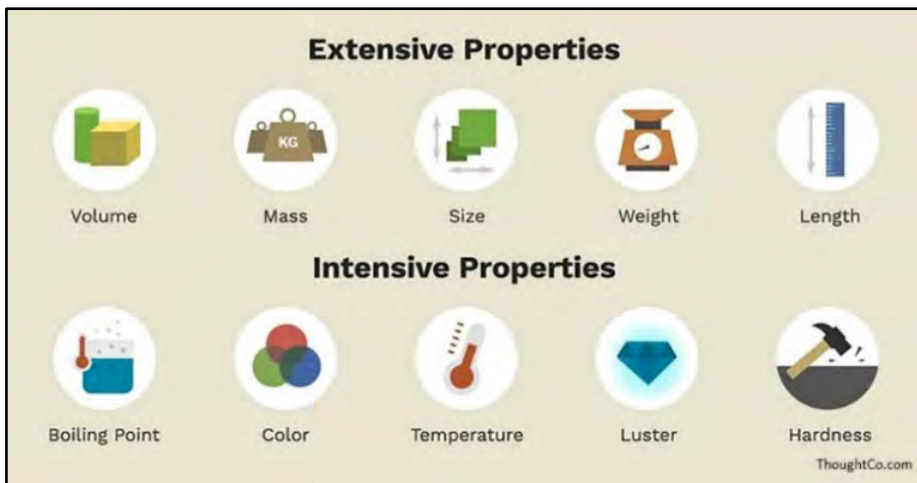 Extensive Properties
KG
Volume Mass Size Weight Length
Intensive Properties
Boiling Point Color Temperature Luster Hardness
ThoughtCo.com